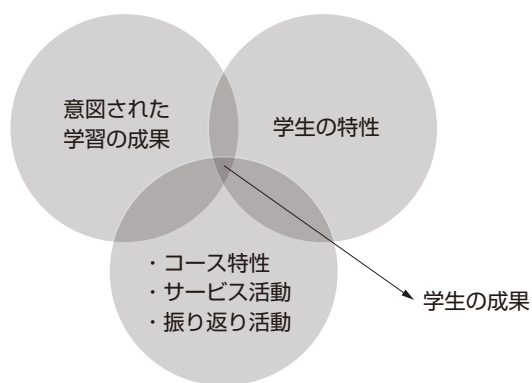 意図された
学習の成果
学生の特性
・コース特性
・サービス活動
・振り返り活動
学生の成果